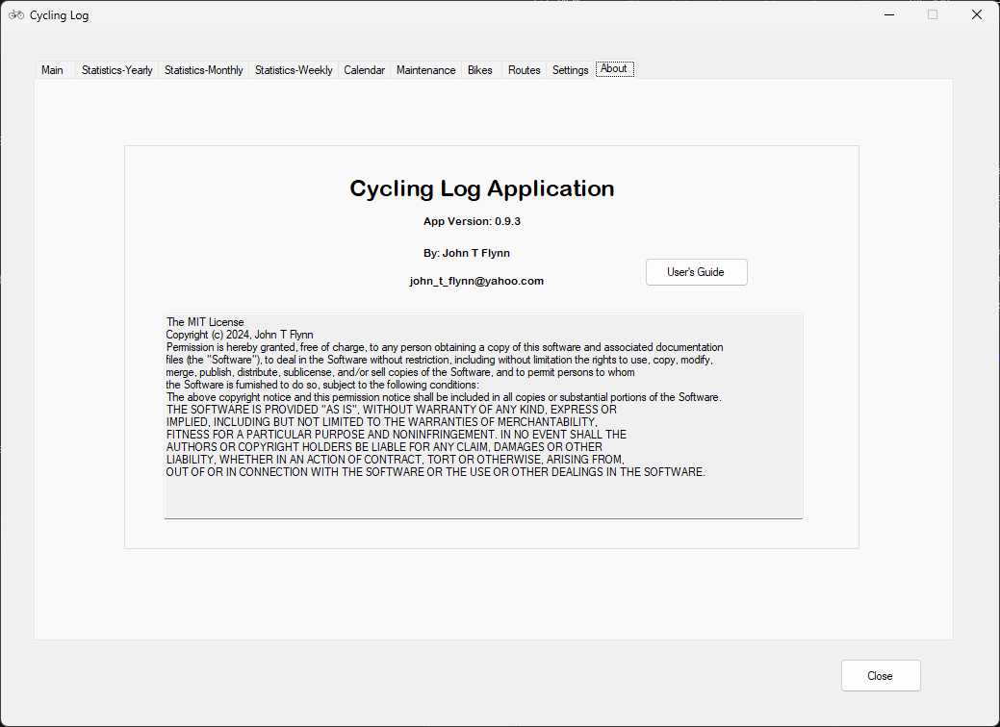 Cycling Log
Main Statistics-Yearly Statistics-Monthly Statistics-Weekly Calendar Maintenance Bikes Routes Settings About
Cycling Log Application
App Version: 0.9.3
By: John T Flynn
john_t_flynn@yahoo.com
User's Guide
The MIT License
Copyright (c) 2024, John T Flynn
Permission is hereby granted, free of charge, to any person obtaining a copy of this software and associated documentation
files (the "Software"), to deal in the Software without restriction, including without limitation the rights to use, copy, modify,
merge, publish, distribute, sublicense, and/or sell copies of the Software, and to permit persons to whom
the Software is furnished to do so, subject to the following conditions:
The above copyright notice and this permission notice shall be included in all copies or substantial portions of the Software.
THE SOFTWARE IS PROVIDED "AS IS", WITHOUT WARRANTY OF ANY KIND, EXPRESS OR
IMPLIED, INCLUDING BUT NOT LIMITED TO THE WARRANTIES OF MERCHANTABILITY,
FITNESS FOR A PARTICULAR PURPOSE AND NONINFRINGEMENT. IN NO EVENT SHALL THE
AUTHORS OR COPYRIGHT HOLDERS BE LIABLE FOR ANY CLAIM, DAMAGES OR OTHER
LIABILITY, WHETHER IN AN ACTION OF CONTRACT, TORT OR OTHERWISE, ARISING FROM,
OUT OF OR IN CONNECTION WITH THE SOFTWARE OR THE USE OR OTHER DEALINGS IN THE SOFTWARE.
Close